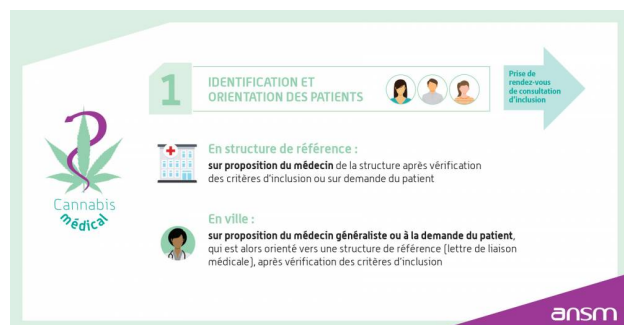 1
IDENTIFICATION ET
ORIENTATION DES PATIENTS
Prise de
rendez-vous
de consultation
d'inclusion
Cannabis
médical
En structure de référence :
sur proposition du médecin de la structure après vérification
des critères d'inclusion ou sur demande du patient
En ville :
sur proposition du médecin généraliste ou à la demande du patient,
qui est alors orienté vers une structure de référence (lettre de liaison
médicale), après vérification des critères d'inclusion
ansm